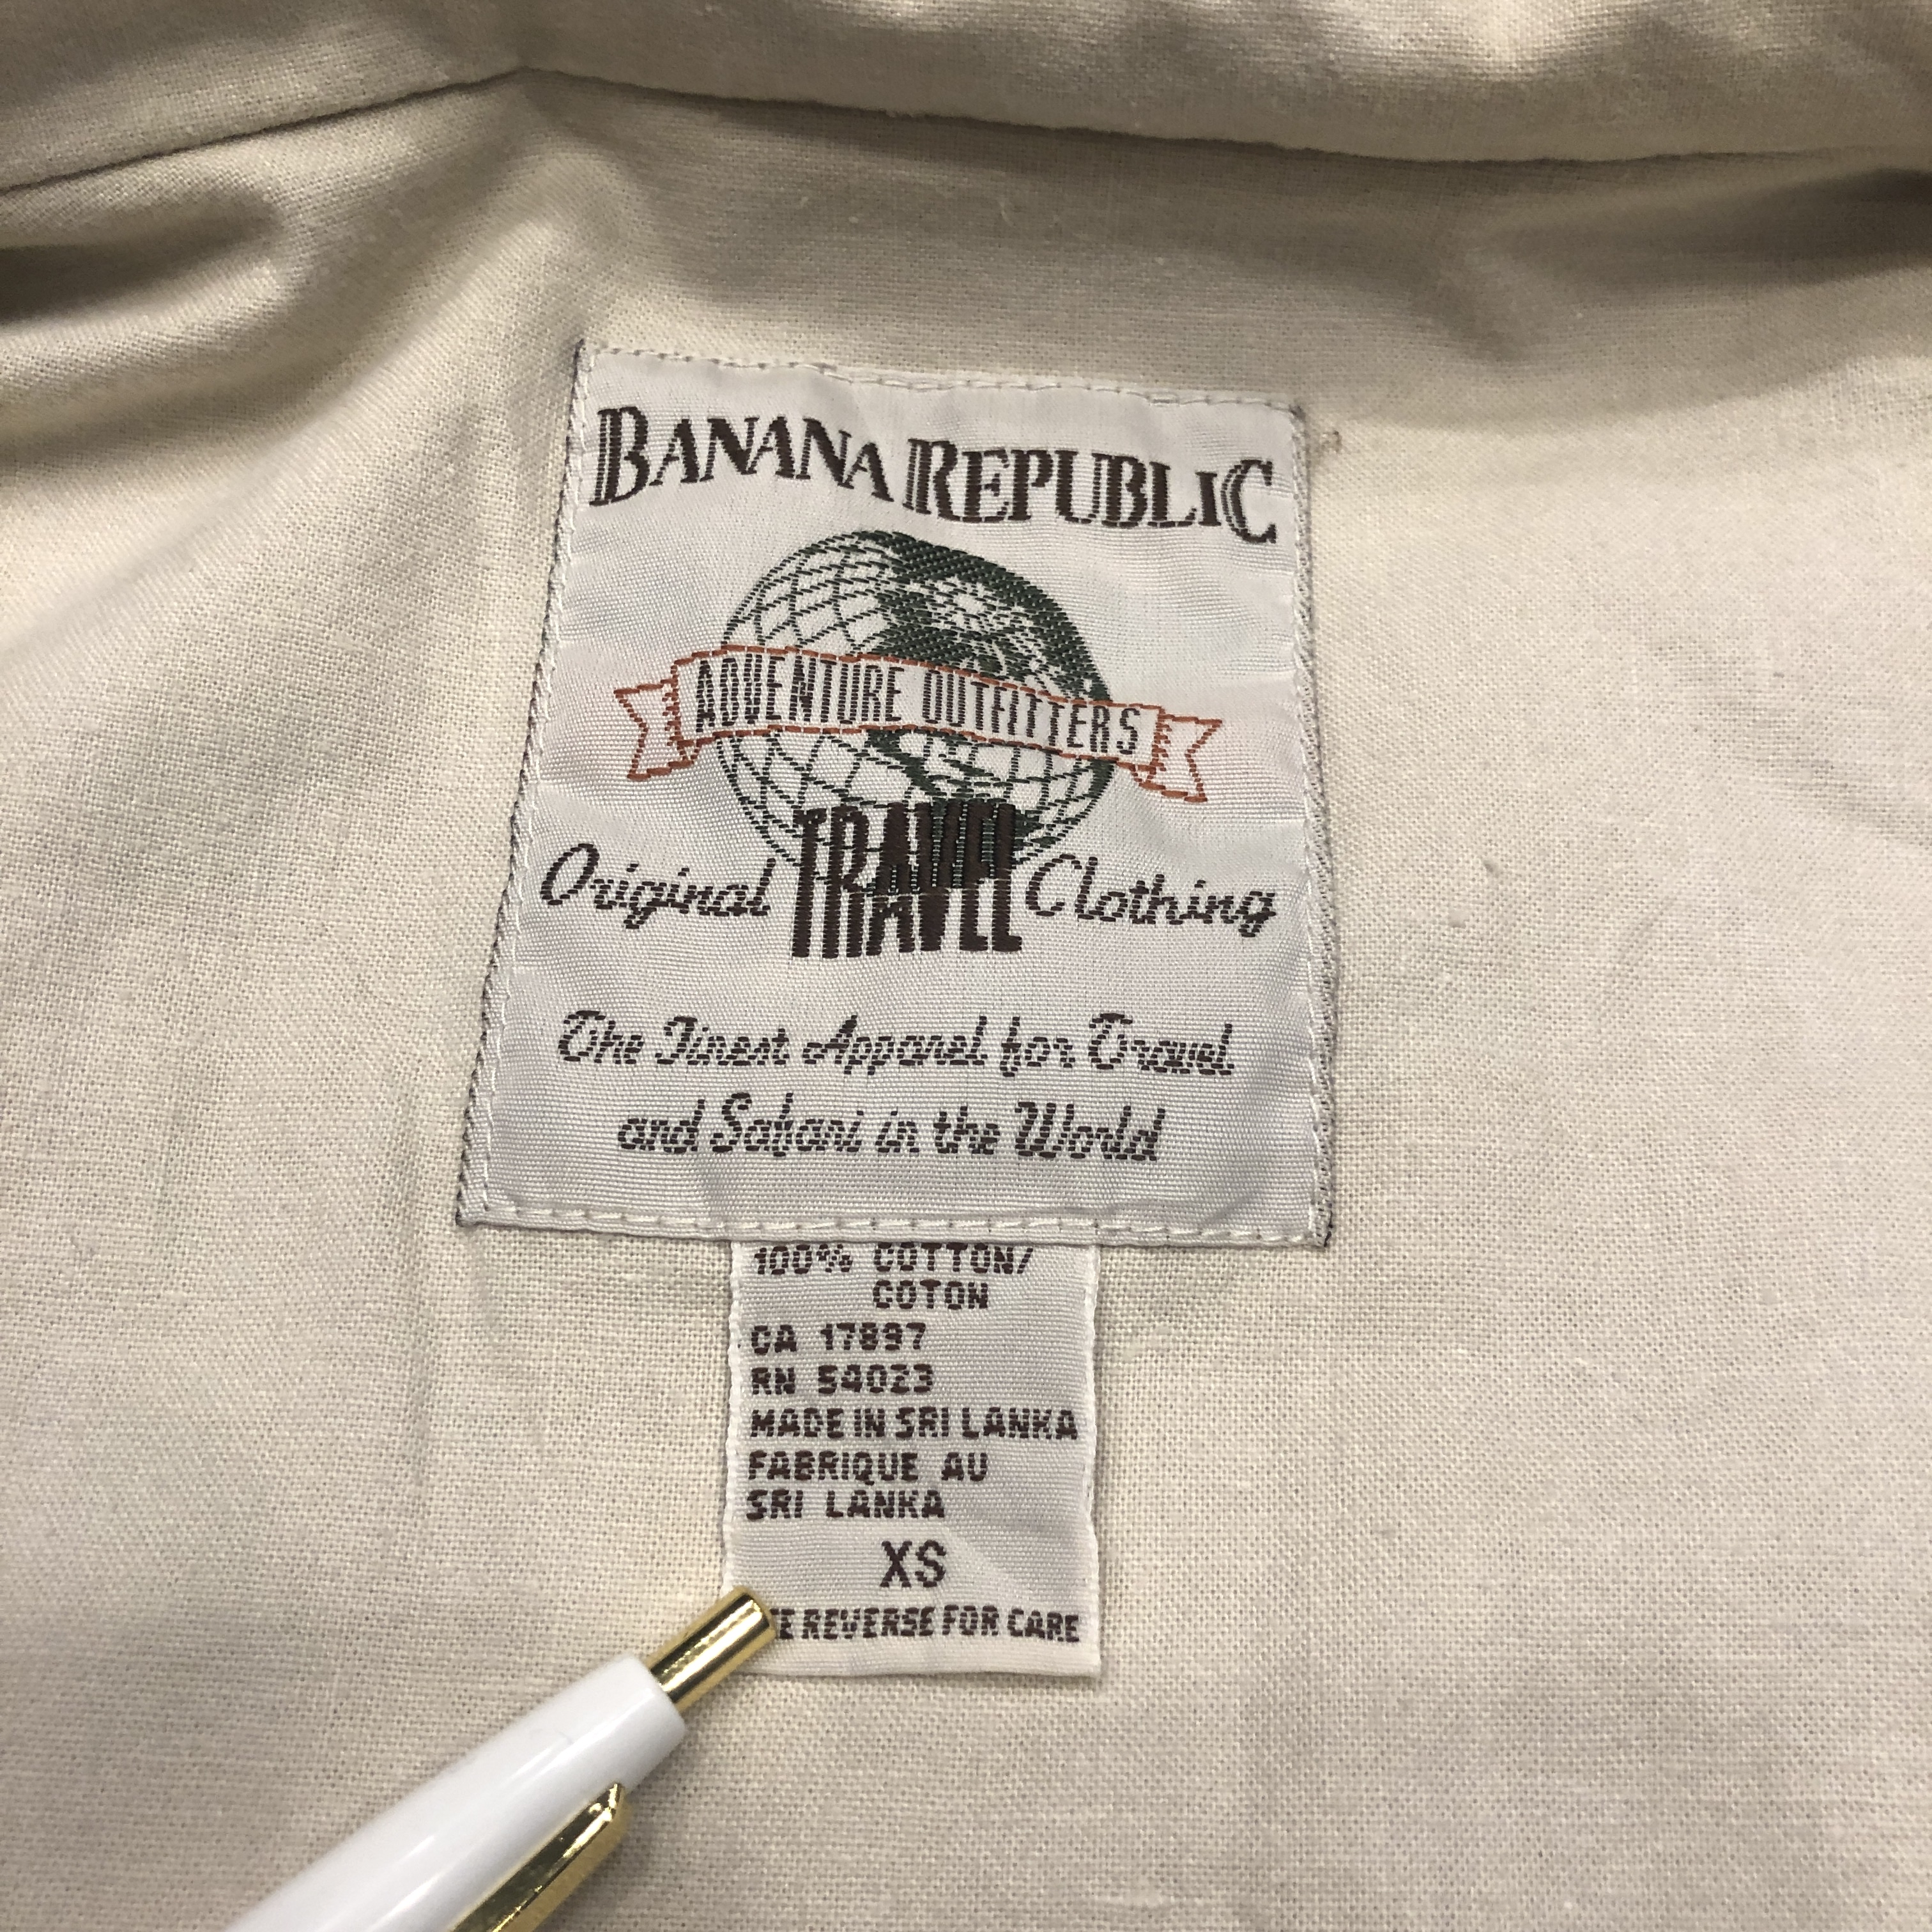 BANANA REPUBLIC
ADVENTURE OUTFITTERS
Original TRAVEL Clothing
The Finest Apparel for Travel
and Safari in the World
100% COTTON/
COTON
CA 17897
RN 54023
MADE IN SRI LANKA
FABRIQUE AU
SRI LANKA
XS
E REVERSE FOR CARE